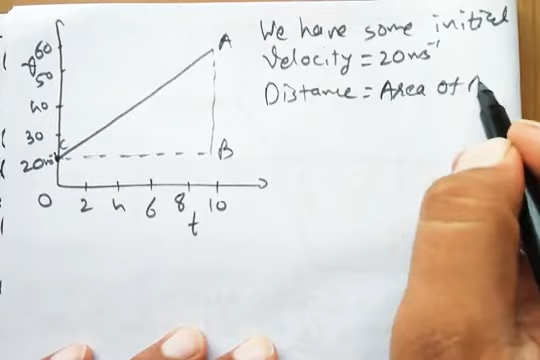 We have some initial
Velocity = 20ms⁻¹
Distance = Area of
60
A
50
40
30
C
20m
B
0 2 4 6 8 10
t